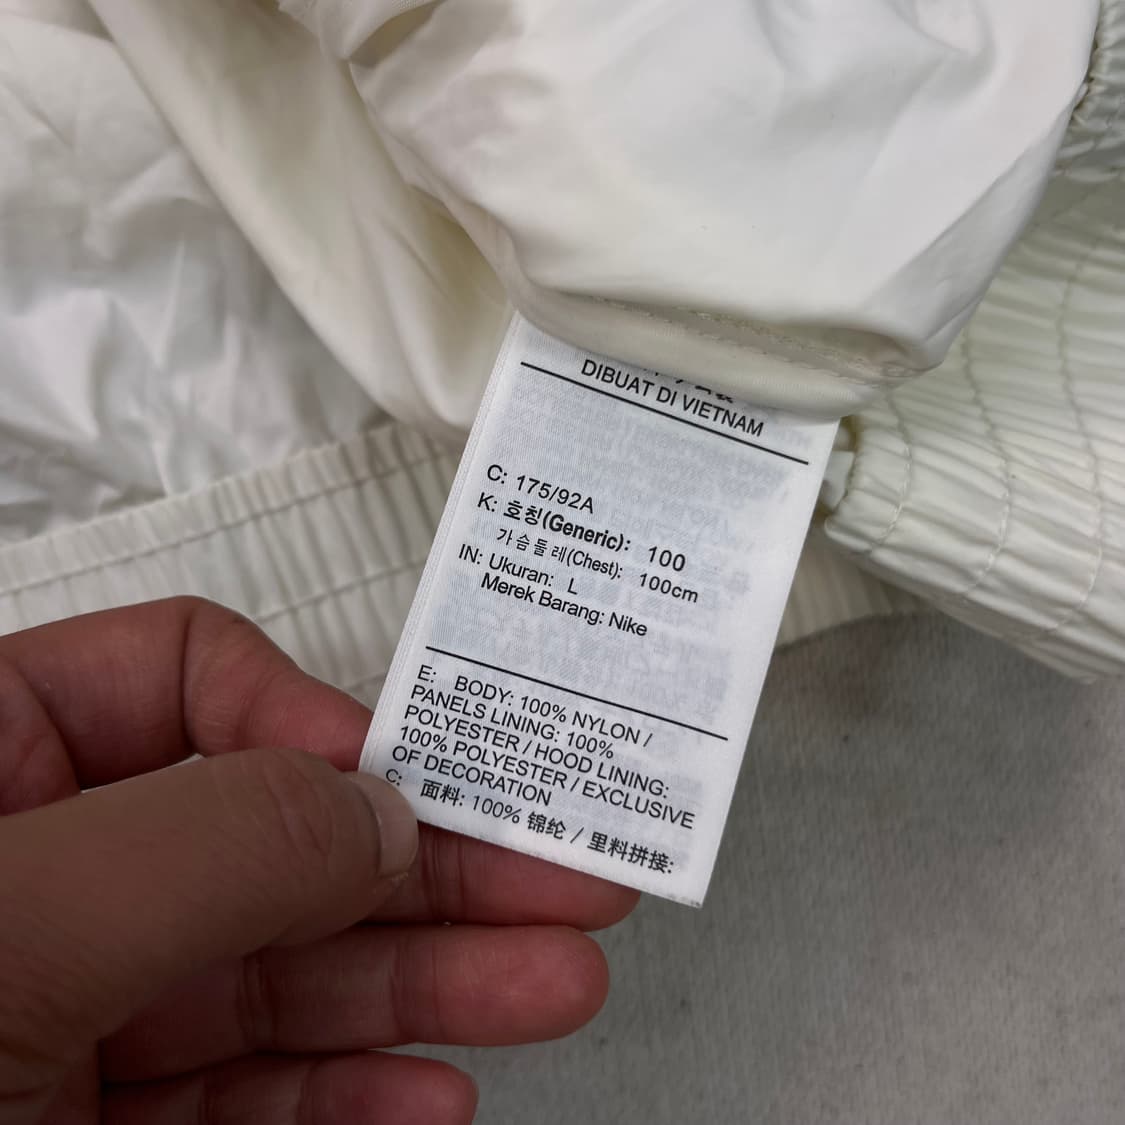 DIBUAT DI VIETNAM
C: 175/92A
K: 호칭(Generic): 100
가슴둘레(Chest): 100cm
IN: Ukuran: L
Merek Barang: Nike
E: BODY: 100% NYLON /
PANELS LINING: 100%
POLYESTER / HOOD LINING:
100% POLYESTER / EXCLUSIVE
OF DECORATION
C: 面料: 100% 锦纶 / 里料拼接: